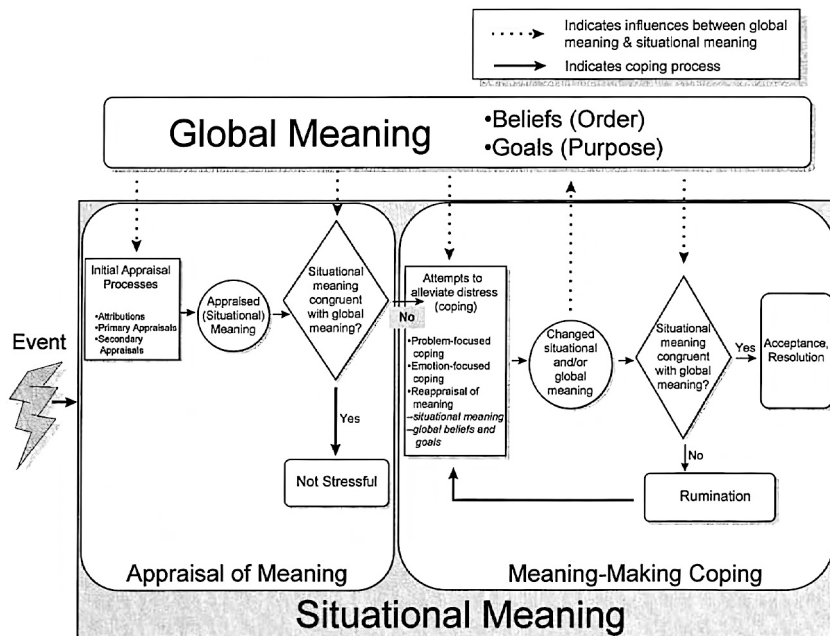 Indicates influences between global
meaning & situational meaning
Indicates coping process
Global Meaning
•Beliefs (Order)
•Goals (Purpose)
Event
Initial Appraisal
Processes
•Attributions
•Primary Appraisals
•Secondary
Appraisals
Appraised
(Situational)
Meaning
Situational
meaning
congruent
with global
meaning?
Yes
Not Stressful
No
Attempts to
alleviate distress
(coping)
•Problem-focused
coping
•Emotion-focused
coping
•Reappraisal of
meaning
–situational meaning
–global beliefs and
goals
Changed
situational
and/or
global
meaning
Situational
meaning
congruent
with global
meaning?
Yes
Acceptance,
Resolution
No
Rumination
Appraisal of Meaning
Meaning-Making Coping
Situational Meaning